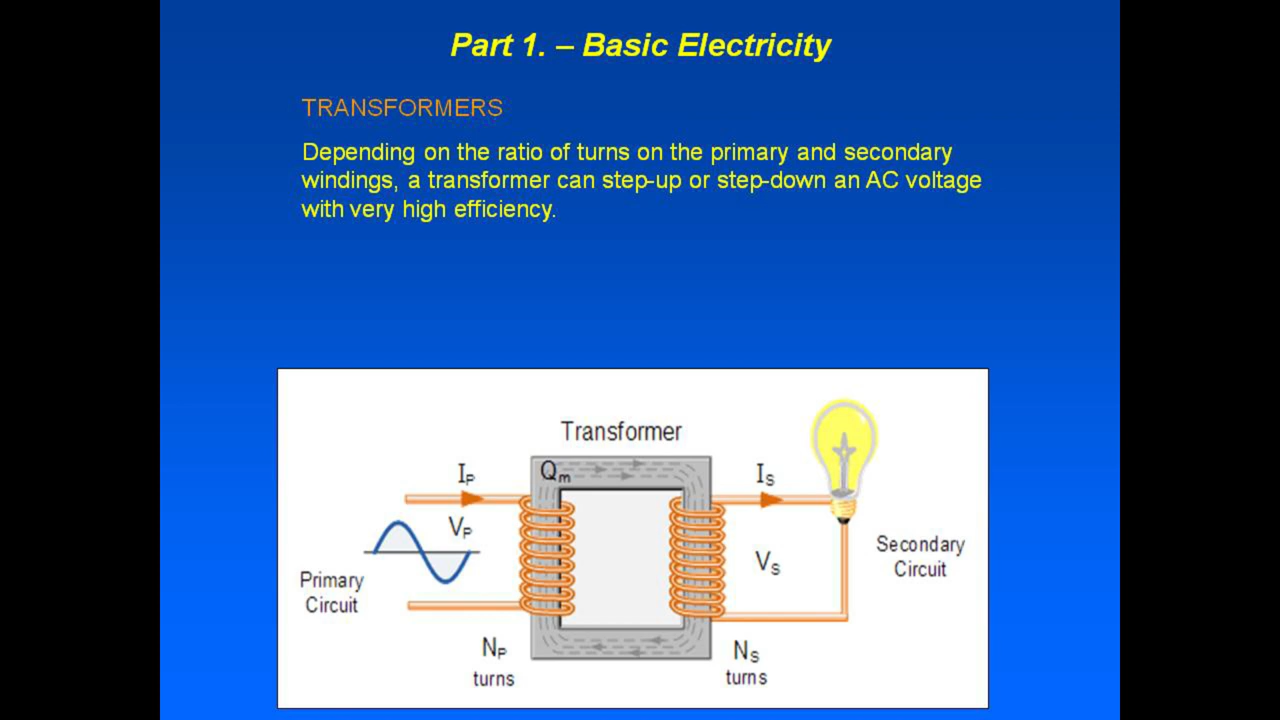 Part 1. – Basic Electricity
TRANSFORMERS
Depending on the ratio of turns on the primary and secondary
windings, a transformer can step-up or step-down an AC voltage
with very high efficiency.
Transformer
Qm
IP
IS
VP
VS
Primary
Circuit
Secondary
Circuit
NP
turns
NS
turns